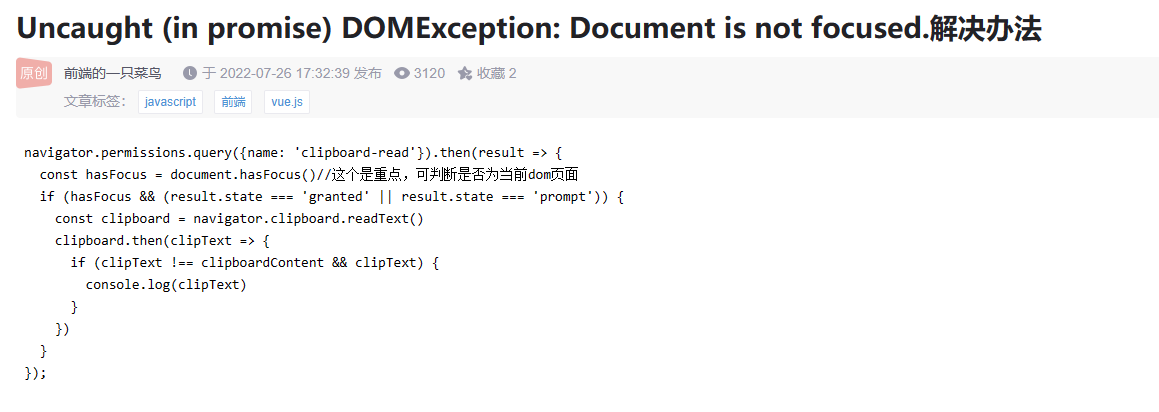 Uncaught (in promise) DOMException: Document is not focused.解决办法
原创 前端的一只菜鸟 于 2022-07-26 17:32:39 发布 3120 收藏 2
文章标签： javascript 前端 vue.js
navigator.permissions.query({name: 'clipboard-read'}).then(result => {
  const hasFocus = document.hasFocus()//这个是重点，可判断是否为当前dom页面
  if (hasFocus && (result.state === 'granted' || result.state === 'prompt')) {
    const clipboard = navigator.clipboard.readText()
    clipboard.then(clipText => {
      if (clipText !== clipboardContent && clipText) {
        console.log(clipText)
      }
    })
  }
});